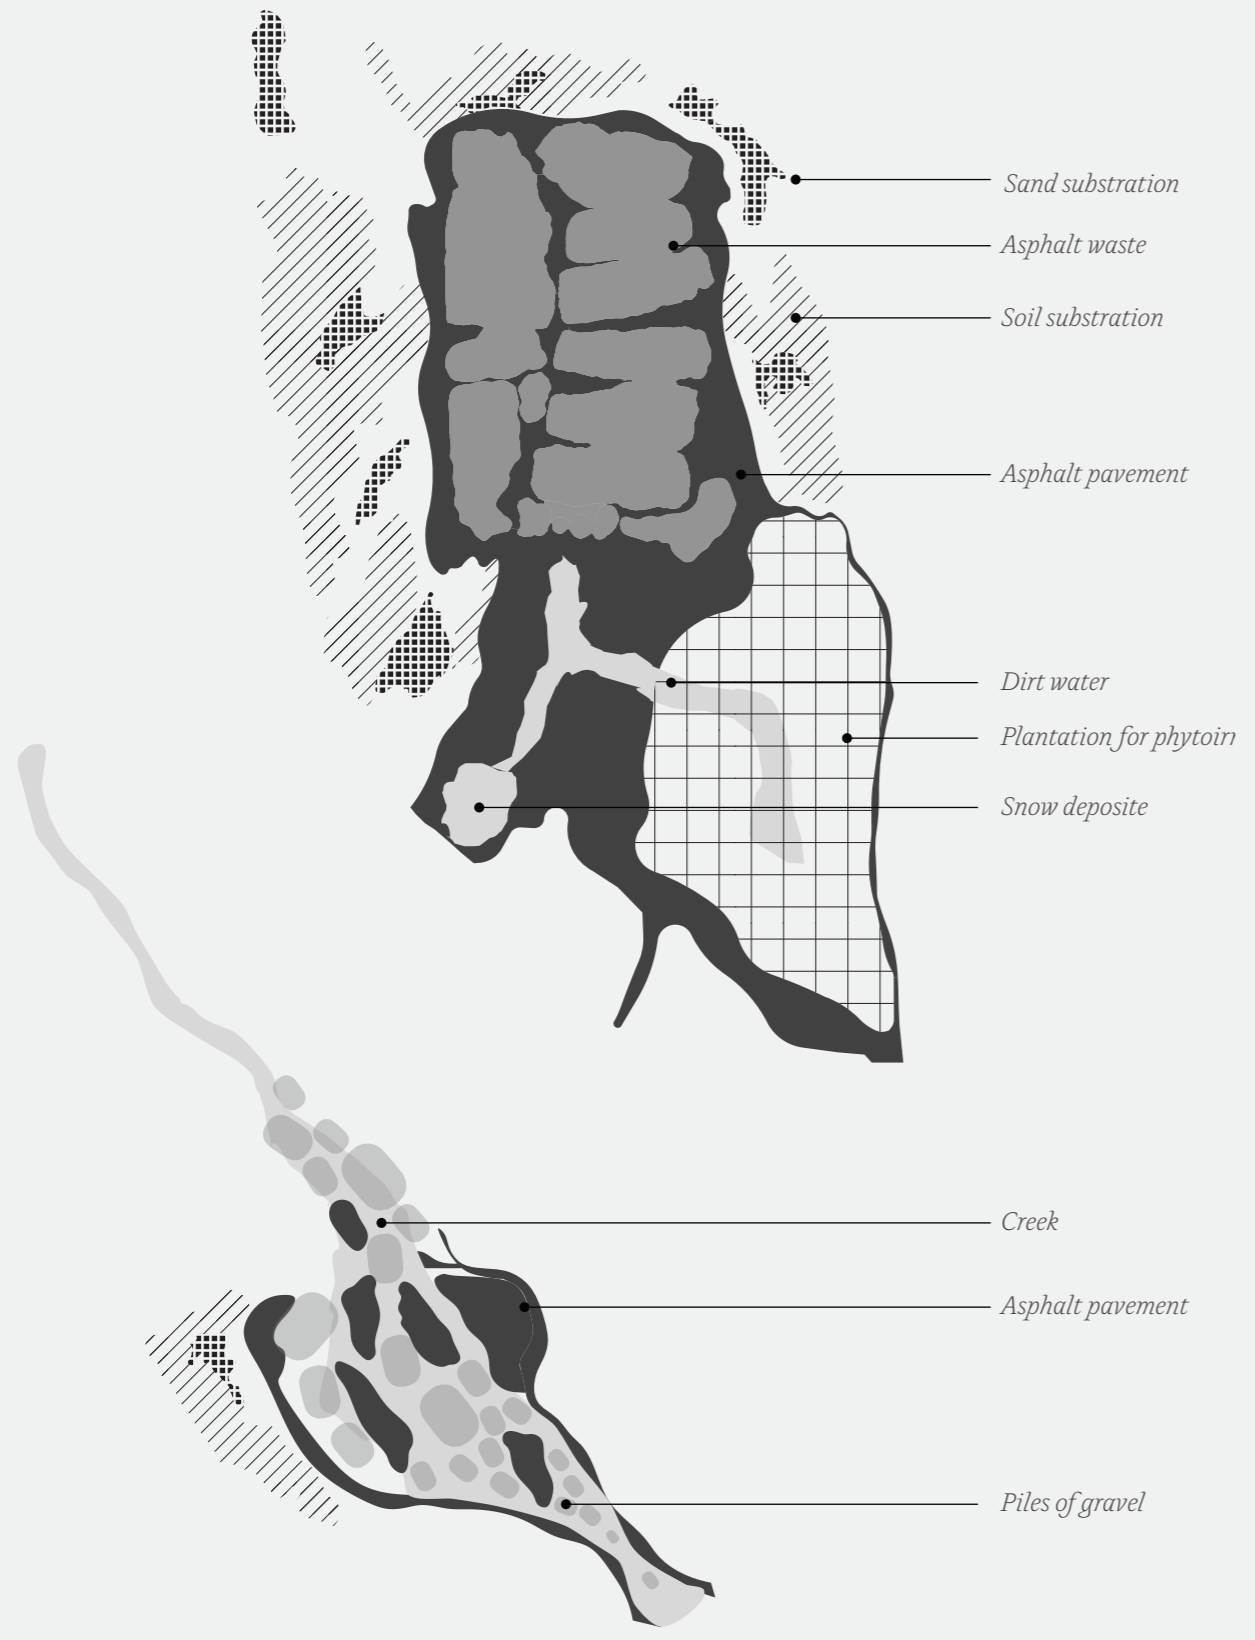 Sand substration
Asphalt waste
Soil substration
Asphalt pavement
Dirt water
Plantation for
Snow deposite
Creek
Asphalt pavement
Piles of gravel